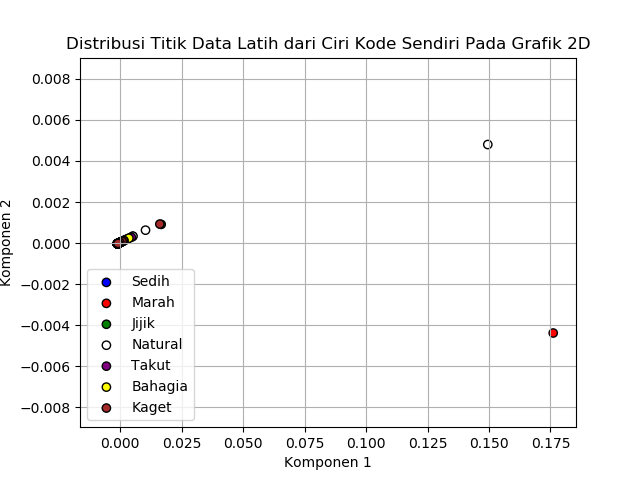 Distribusi Titik Data Latih dari Ciri Kode Sendiri Pada Grafik 2D
0.008
0.006
0.004
0.002
0.000
−0.002
−0.004
−0.006
−0.008
Komponen 2
Sedih
Marah
Jijik
Natural
Takut
Bahagia
Kaget
0.000 0.025 0.050 0.075 0.100 0.125 0.150 0.175
Komponen 1